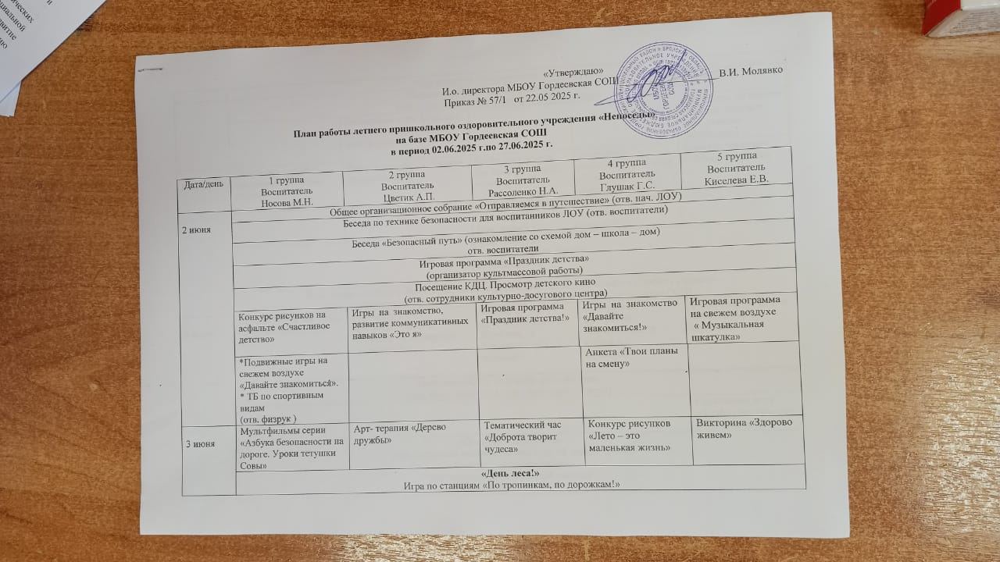 ических
и
циальной
звитие
ию
«Утверждаю»
И.о. директора МБОУ Гордеевская СОШ В.И. Молявко
Приказ № 57/1 от 22.05 2025 г.
План работы летнего пришкольного оздоровительного учреждения «Непоседы»
на базе МБОУ Гордеевская СОШ
в период 02.06.2025 г.по 27.06.2025 г.
Дата/день
1 группа
Воспитатель
Носова М.Н.
2 группа
Воспитатель
Цветик А.П.
3 группа
Воспитатель
Рассоленко Н.А.
4 группа
Воспитатель
Глушак Г.С.
5 группа
Воспитатель
Киселева Е.В.
2 июня
Общее организационное собрание «Отправляемся в путешествие» (отв. нач. ЛОУ)
Беседа по технике безопасности для воспитанников ЛОУ (отв. воспитатели)
Беседа «Безопасный путь» (ознакомление со схемой дом – школа – дом)
отв. воспитатели
Игровая программа «Праздник детства»
(организатор культмассовой работы)
Посещение КДЦ. Просмотр детского кино
(отв. сотрудники культурно-досугового центра)
Конкурс рисунков на
асфальте «Счастливое
детство»
Игры на знакомство,
развитие коммуникативных
навыков «Это я»
Игровая программа
«Праздник детства!»
Игры на знакомство
«Давайте
знакомиться!»
Игровая программа
на свежем воздухе
« Музыкальная
шкатулка»
*Подвижные игры на
свежем воздухе
«Давайте знакомиться».
* ТБ по спортивным
видам
(отв. физрук )
Анкета «Твои планы
на смену»
3 июня
Мультфильмы серии
«Азбука безопасности на
дороге. Уроки тетушки
Совы»
Арт- терапия «Дерево
дружбы»
Тематический час
«Доброта творит
чудеса»
Конкурс рисунков
«Лето – это
маленькая жизнь»
Викторина «Здорово
живем»
«День леса!»
Игра по станциям «По тропинкам, по дорожкам!»